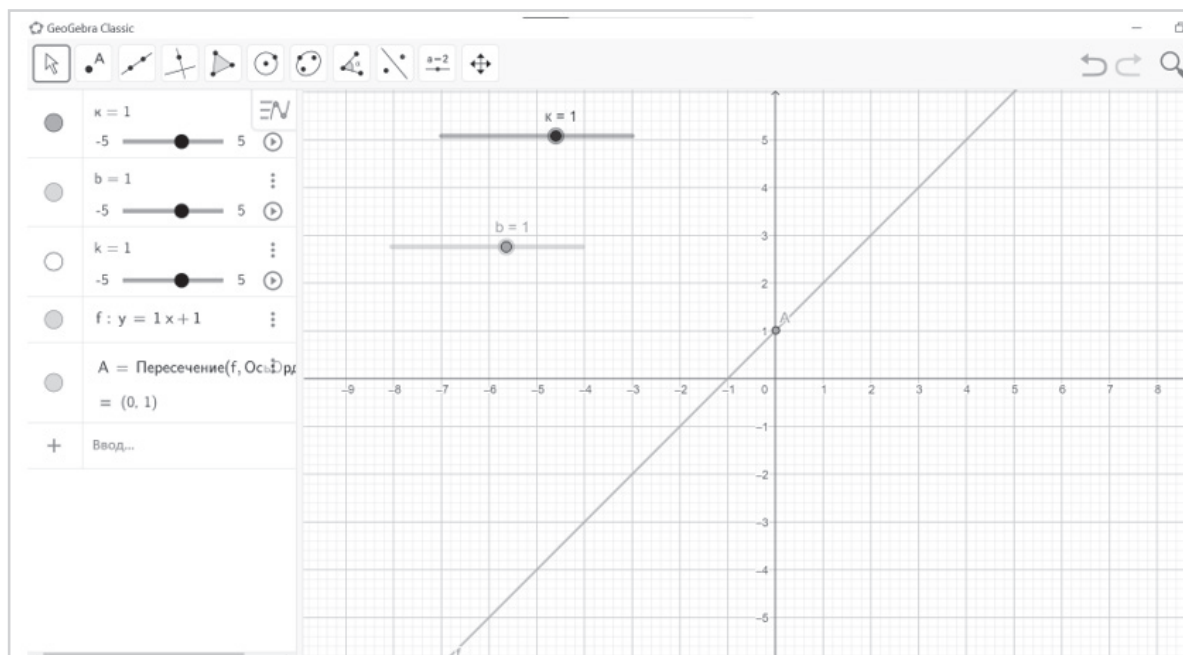 GeoGebra Classic
A
a=2
к = 1
-5 5
b = 1
-5 5
k = 1
-5 5
f : y = 1 x + 1
A = Пересечение(f, Ось
= (0, 1)
+ Ввод...
к = 1
b = 1
A
f
5
4
3
2
1
-9 -8 -7 -6 -5 -4 -3 -2 -1 0 1 2 3 4 5 6 7 8
-1
-2
-3
-4
-5